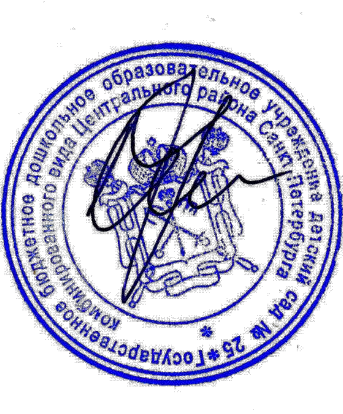 Государственное бюджетное дошкольное образовательное учреждение детский сад № 25*
комбинированного вида Центрального района Санкт-Петербурга
*